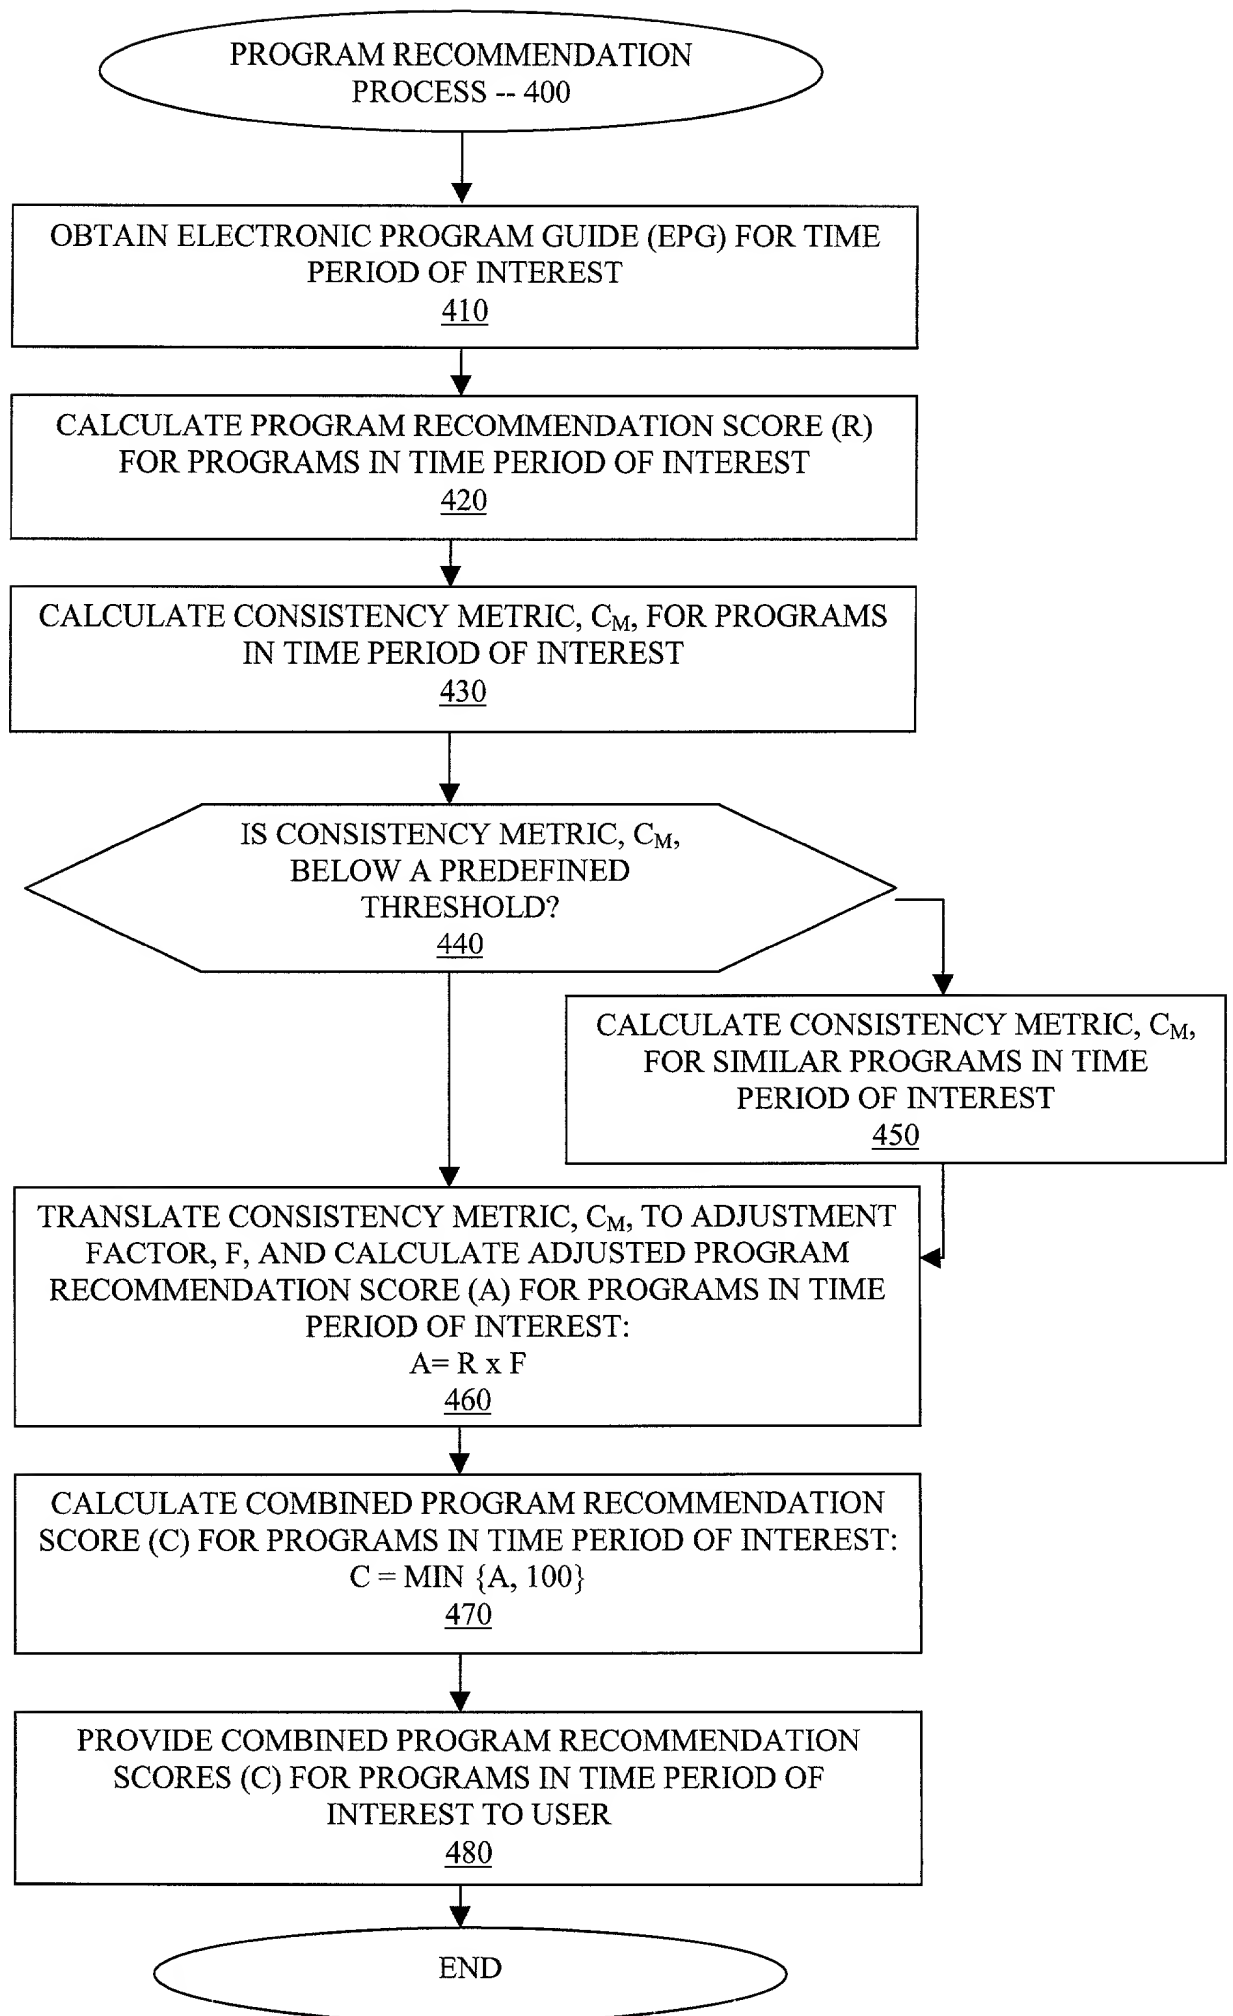 PROGRAM RECOMMENDATION
PROCESS -- 400
OBTAIN ELECTRONIC PROGRAM GUIDE (EPG) FOR TIME
PERIOD OF INTEREST
410
CALCULATE PROGRAM RECOMMENDATION SCORE (R)
FOR PROGRAMS IN TIME PERIOD OF INTEREST
420
CALCULATE CONSISTENCY METRIC, CM, FOR PROGRAMS
IN TIME PERIOD OF INTEREST
430
IS CONSISTENCY METRIC, CM,
BELOW A PREDEFINED
THRESHOLD?
440
CALCULATE CONSISTENCY METRIC, CM,
FOR SIMILAR PROGRAMS IN TIME
PERIOD OF INTEREST
450
TRANSLATE CONSISTENCY METRIC, CM, TO ADJUSTMENT
FACTOR, F, AND CALCULATE ADJUSTED PROGRAM
RECOMMENDATION SCORE (A) FOR PROGRAMS IN TIME
PERIOD OF INTEREST:
A= R x F
460
CALCULATE COMBINED PROGRAM RECOMMENDATION
SCORE (C) FOR PROGRAMS IN TIME PERIOD OF INTEREST:
C = MIN {A, 100}
470
PROVIDE COMBINED PROGRAM RECOMMENDATION
SCORES (C) FOR PROGRAMS IN TIME PERIOD OF
INTEREST TO USER
480
END